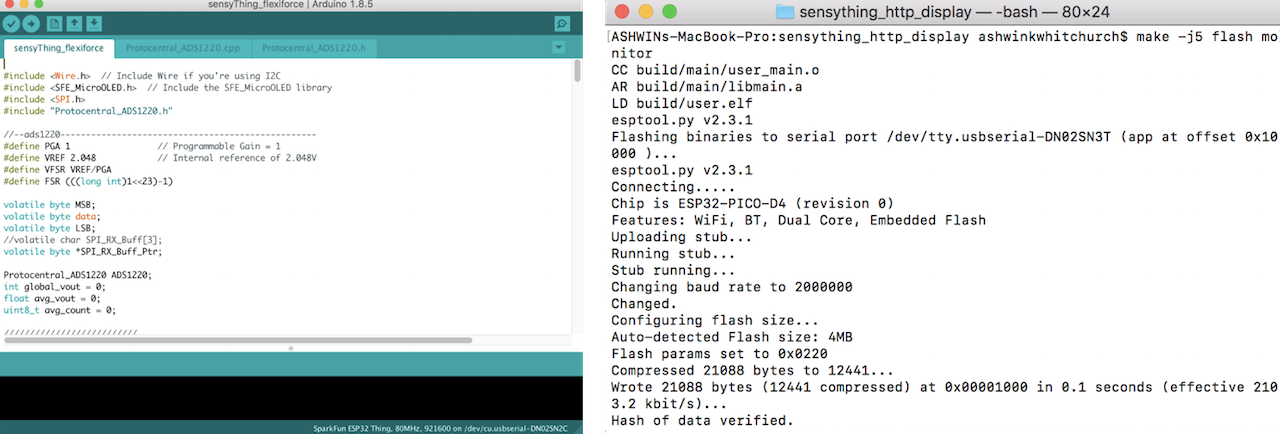 sensyThing_flexiforce | Arduino 1.8.5
sensyThing_flexiforce
Protocentral_ADS1220.cpp
Protocentral_ADS1220.h
#include <Wire.h>  // Include Wire if you're using I2C
#include <SFE_MicroOLED.h>  // Include the SFE_MicroOLED library
#include <SPI.h>
#include "Protocentral_ADS1220.h"
//--ads1220--------------------------------------------------
#define PGA 1                 // Programmable Gain = 1
#define VREF 2.048            // Internal reference of 2.048V
#define VFSR VREF/PGA
#define FSR (((long int)1<<23)-1)
volatile byte MSB;
volatile byte data;
volatile byte LSB;
//volatile char SPI_RX_Buff[3];
volatile byte *SPI_RX_Buff_Ptr;
Protocentral_ADS1220 ADS1220;
int global_vout = 0;
float avg_vout = 0;
uint8_t avg_count = 0;
//////////////////////////
SparkFun ESP32 Thing, 80MHz, 921600 on /dev/cu.usbserial-DN02SN2C
sensything_http_display — -bash — 80×24
[ASHWINs-MacBook-Pro:sensything_http_display ashwinkwhitchurch$ make -j5 flash mo
nitor
CC build/main/user_main.o
AR build/main/libmain.a
LD build/user.elf
esptool.py v2.3.1
Flashing binaries to serial port /dev/tty.usbserial-DN02SN3T (app at offset 0x10
000 )...
esptool.py v2.3.1
Connecting.....
Chip is ESP32-PICO-D4 (revision 0)
Features: WiFi, BT, Dual Core, Embedded Flash
Uploading stub...
Running stub...
Stub running...
Changing baud rate to 2000000
Changed.
Configuring flash size...
Auto-detected Flash size: 4MB
Flash params set to 0x0220
Compressed 21088 bytes to 12441...
Wrote 21088 bytes (12441 compressed) at 0x00001000 in 0.1 seconds (effective 210
3.2 kbit/s)...
Hash of data verified.